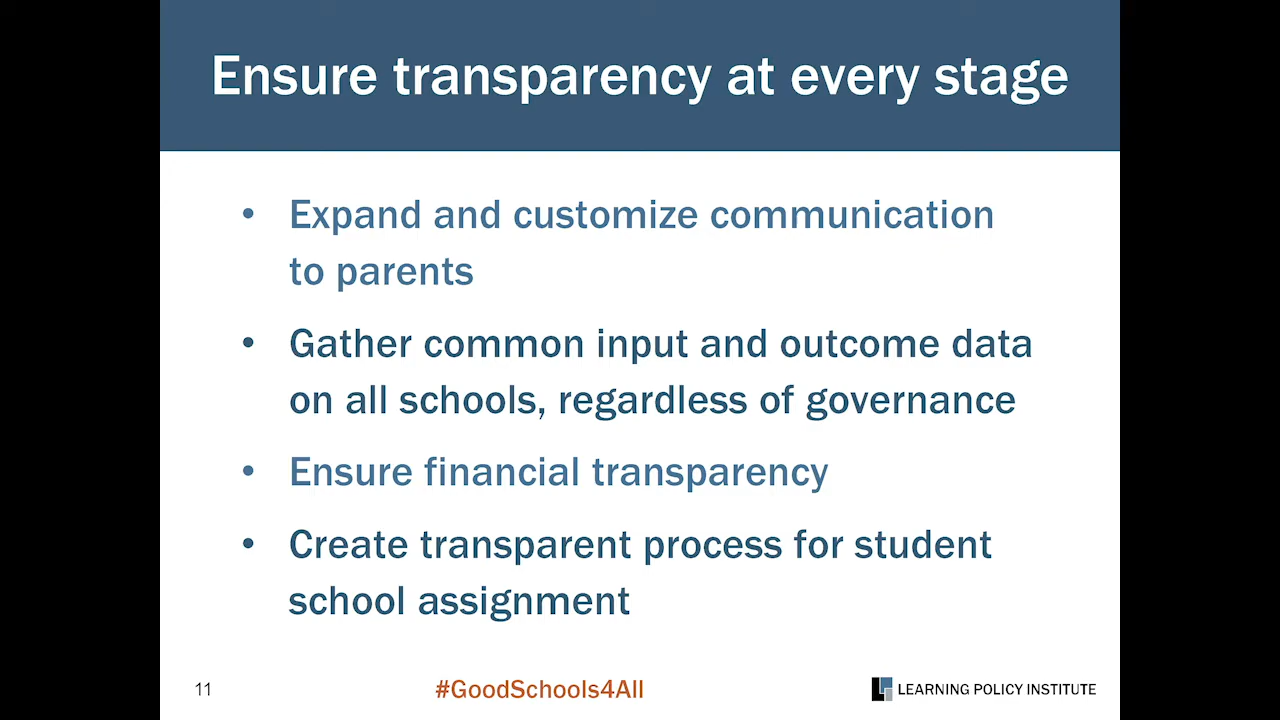 Ensure transparency at every stage
• Expand and customize communication
to parents
• Gather common input and outcome data
on all schools, regardless of governance
• Ensure financial transparency
• Create transparent process for student
school assignment
11
#GoodSchools4All
LEARNING POLICY INSTITUTE